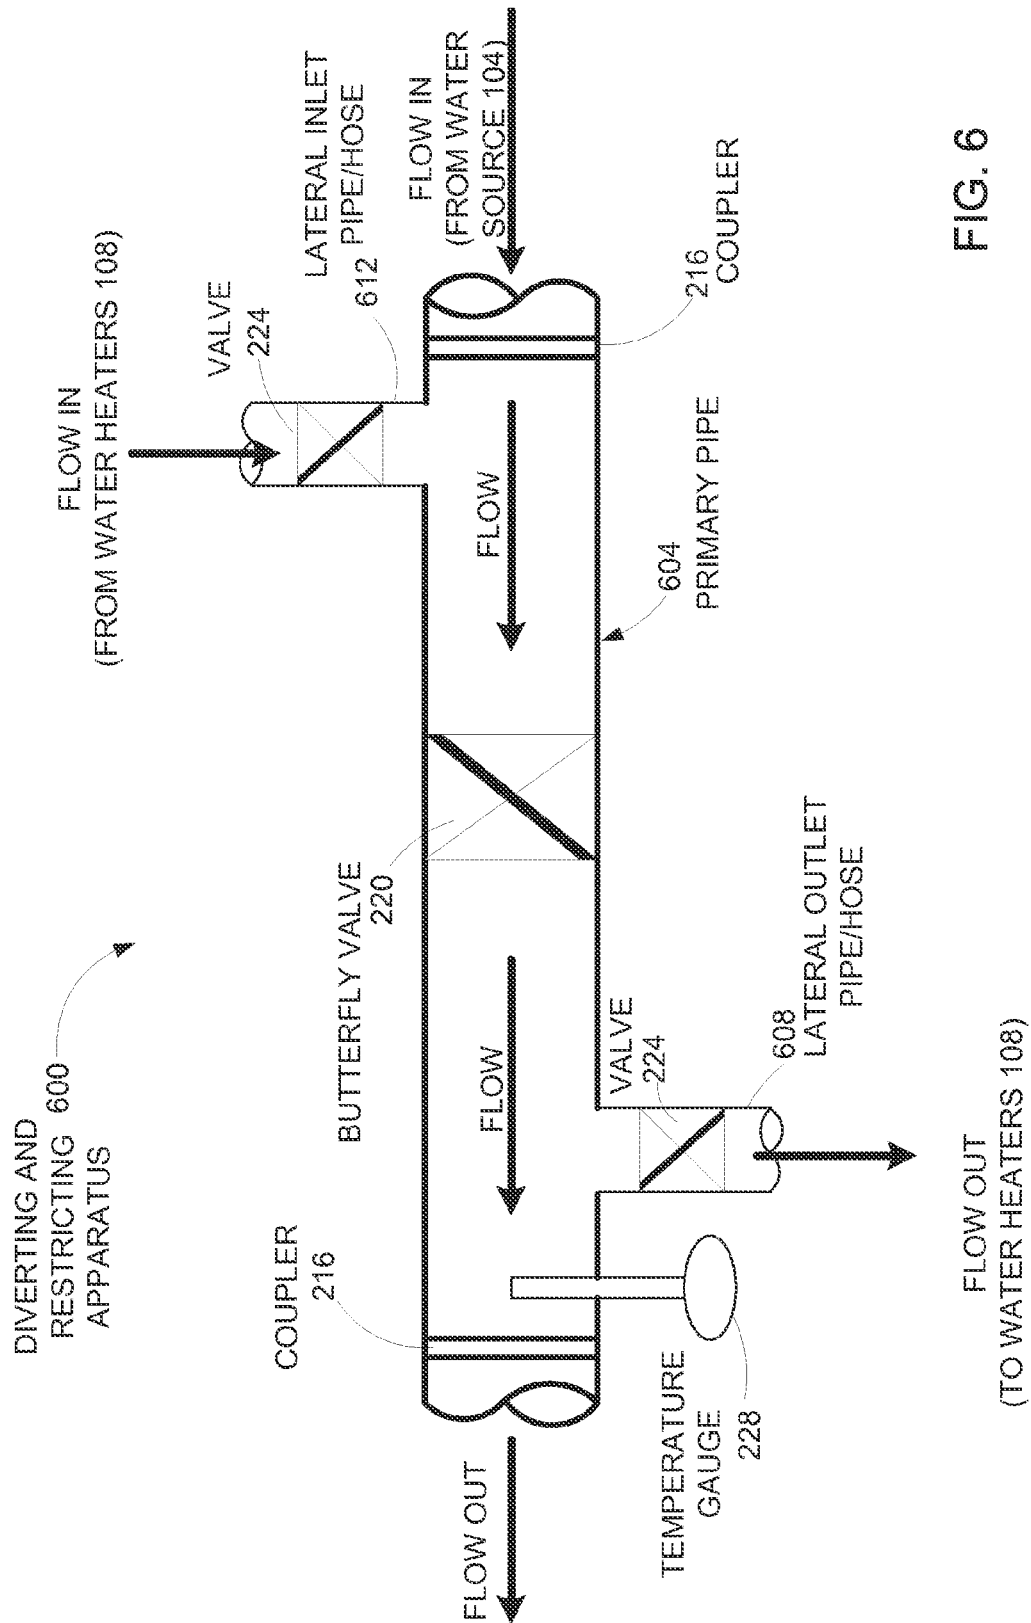 DIVERTING AND
RESTRICTING 600
APPARATUS
FLOW IN
(FROM WATER HEATERS 108)
VALVE
224
LATERAL INLET
PIPE/HOSE
612
FLOW IN
(FROM WATER
SOURCE 104)
COUPLER
216
BUTTERFLY VALVE
220
FLOW OUT
FLOW
FLOW
216
COUPLER
604
PRIMARY PIPE
VALVE
224
608
LATERAL OUTLET
PIPE/HOSE
TEMPERATURE
GAUGE
228
FLOW OUT
(TO WATER HEATERS 108)
FIG. 6